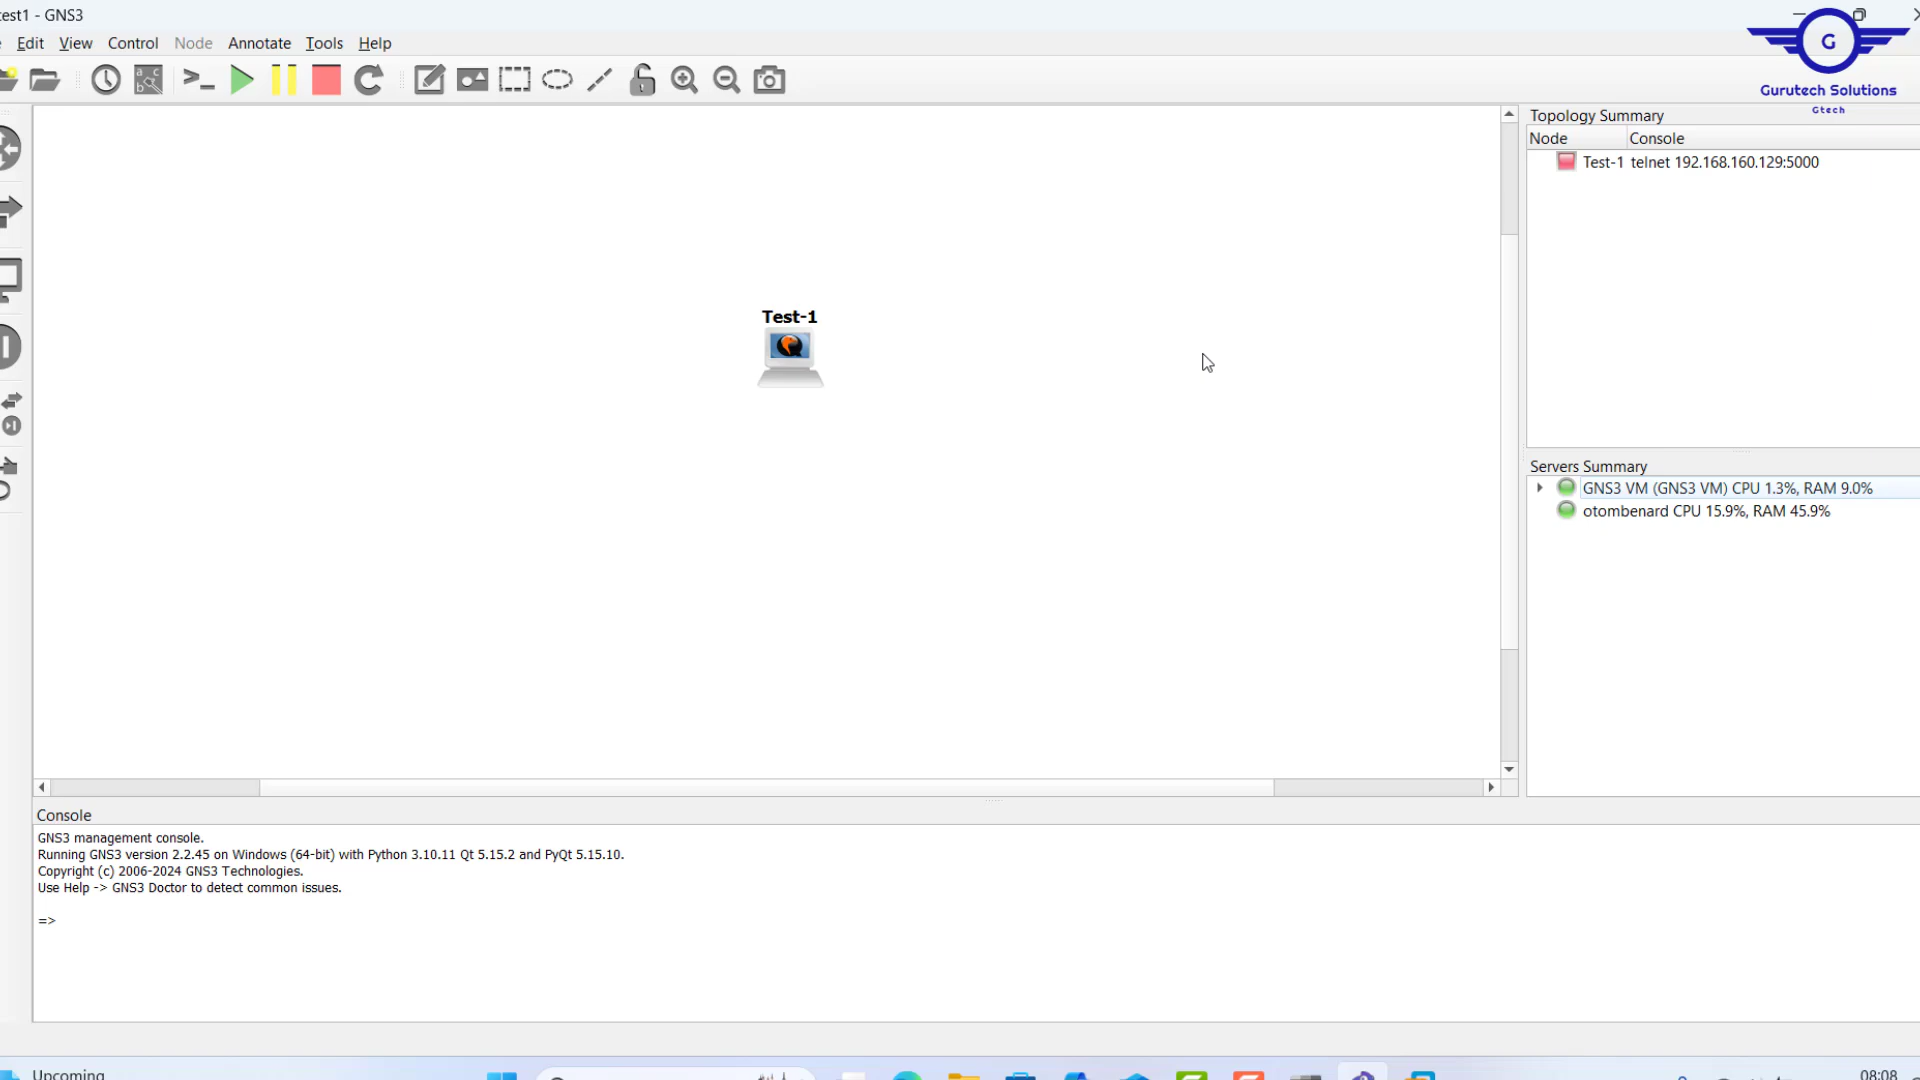 est1 - GNS3
Edit View Control Node Annotate Tools Help
G
Gurutech Solutions
Gtech
Topology Summary
Node Console
Test-1 telnet 192.168.160.129:5000
Test-1
Servers Summary
GNS3 VM (GNS3 VM) CPU 1.3%, RAM 9.0%
otombenard CPU 15.9%, RAM 45.9%
Console
GNS3 management console.
Running GNS3 version 2.2.45 on Windows (64-bit) with Python 3.10.11 Qt 5.15.2 and PyQt 5.15.10.
Copyright (c) 2006-2024 GNS3 Technologies.
Use Help -> GNS3 Doctor to detect common issues.
=>
Upcoming
08:08